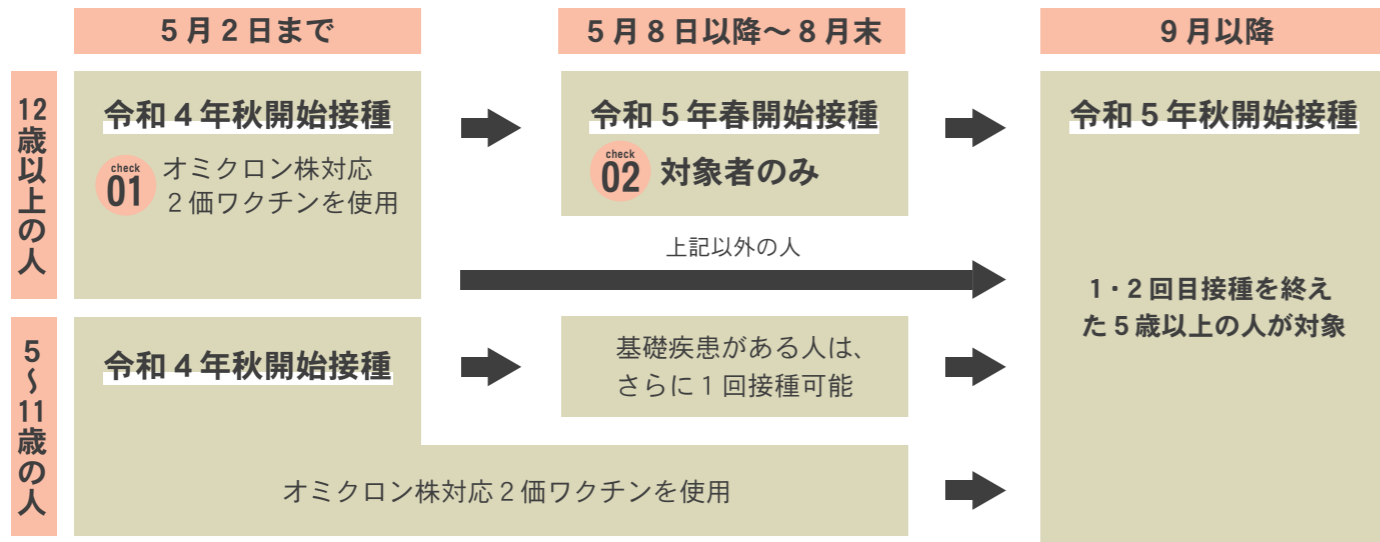 5月2日まで
5月8日以降～8月末
9月以降
12歳以上の人
令和4年秋開始接種
check
01
オミクロン株対応
2価ワクチンを使用
令和5年春開始接種
check
02
対象者のみ
上記以外の人
令和5年秋開始接種
1・2回目接種を終え
た5歳以上の人が対象
5～11歳の人
令和4年秋開始接種
基礎疾患がある人は、
さらに1回接種可能
オミクロン株対応2価ワクチンを使用